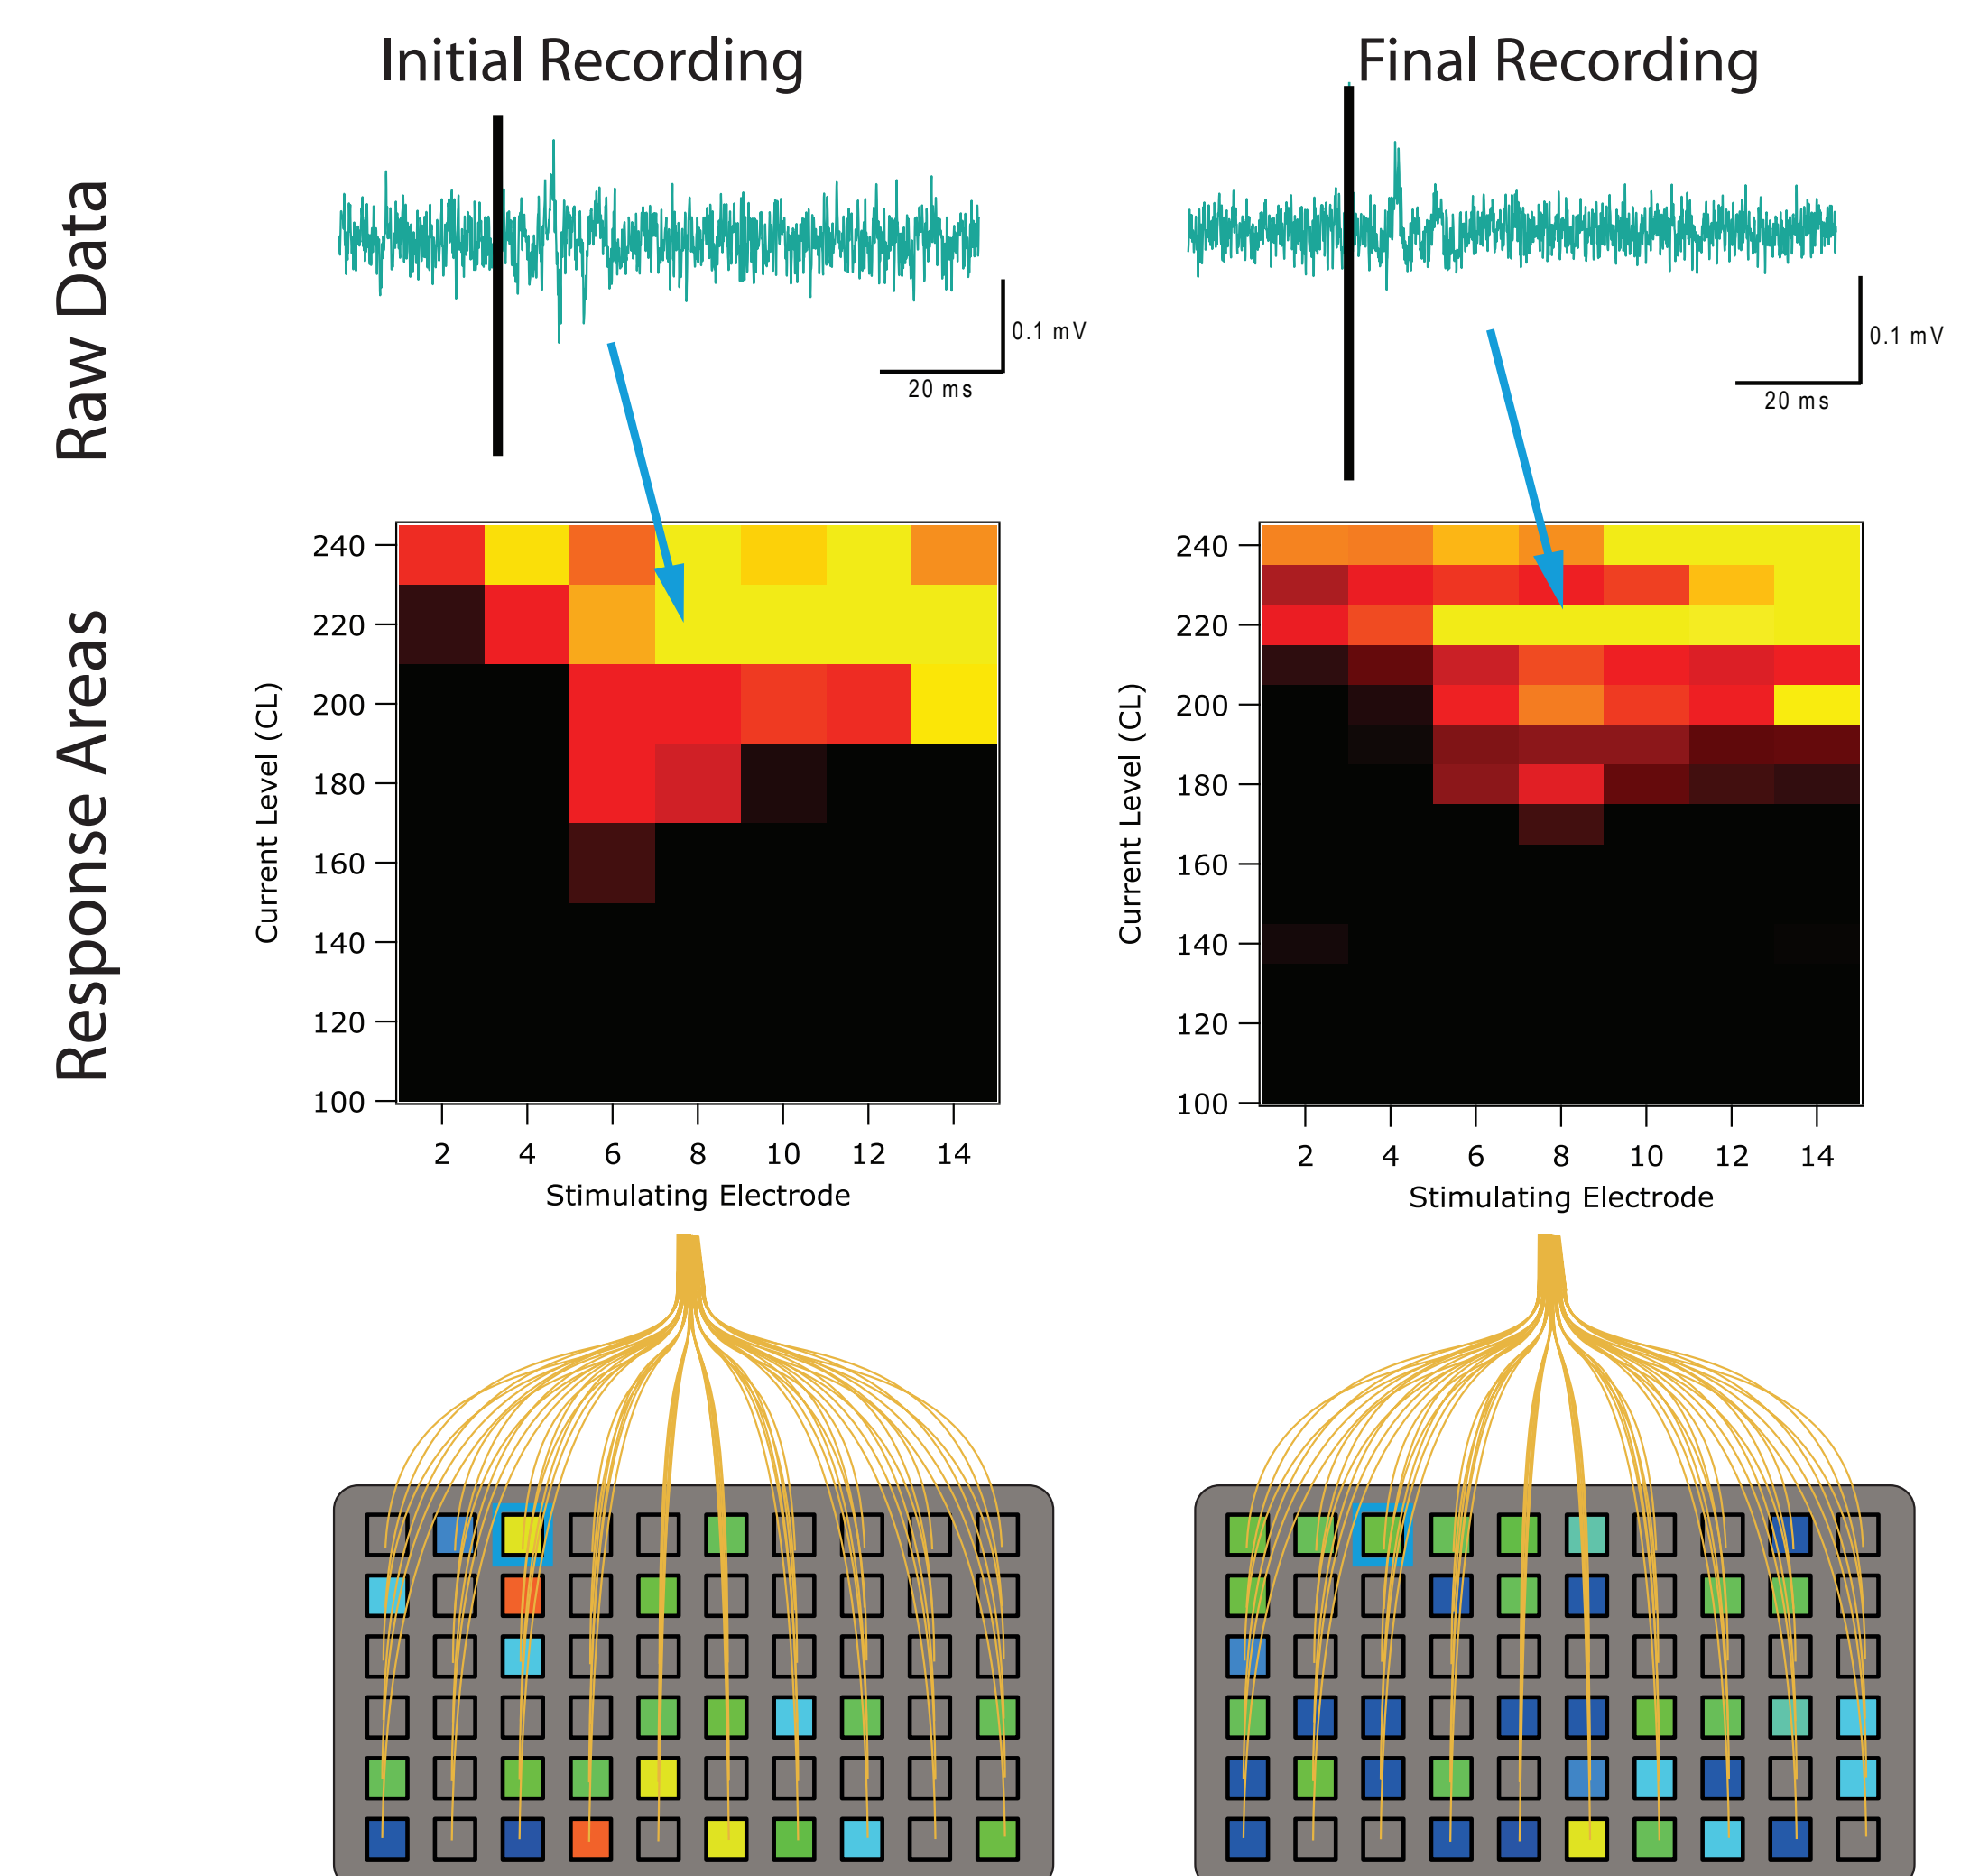 Initial Recording
Final Recording
Raw Data
0.1 mV
20 ms
0.1 mV
20 ms
Response Areas
Current Level (CL)
240
220
200
180
160
140
120
100
2 4 6 8 10 12 14
Stimulating Electrode
Current Level (CL)
240
220
200
180
160
140
120
100
2 4 6 8 10 12 14
Stimulating Electrode